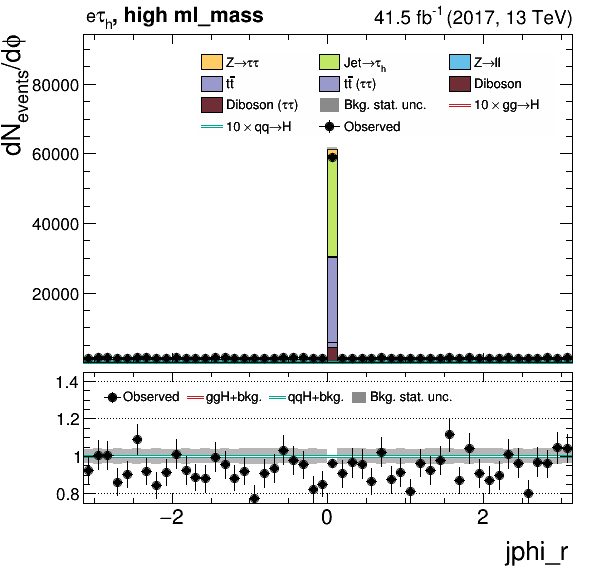 eτh, high ml_mass 41.5 fb⁻¹ (2017, 13 TeV)
dNevents/dϕ
80000
60000
40000
20000
Z→ττ Jet→τh Z→ll
tt̄ tt̄ (ττ) Diboson
Diboson (ττ) Bkg. stat. unc. 10 × gg→H
10 × qq→H Observed
1.4
1.2
1
0.8
Observed ggH+bkg. qqH+bkg. Bkg. stat. unc.
−2 0 2
jphi_r